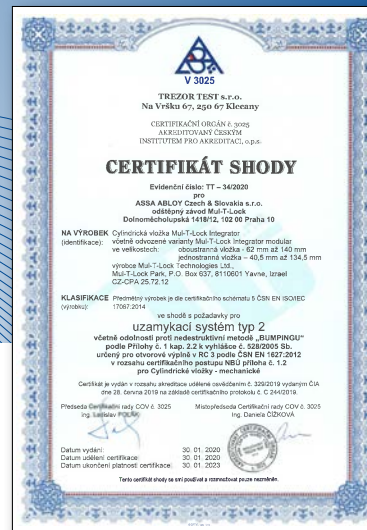 V 3025
TREZOR TEST s.r.o.
Na Vršku 67, 250 67 Klecany
CERTIFIKAČNÍ ORGÁN č. 3025
AKREDITOVANÝ ČESKÝM
INSTITUTEM PRO AKREDITACI, o.p.s.
CERTIFIKÁT SHODY
Evidenční číslo: TT – 34/2020
pro
ASSA ABLOY Czech & Slovakia s.r.o.
odštěpný závod Mul-T-Lock
Dolnoměcholupská 1418/12, 102 00 Praha 10
NA VÝROBEK Cylindrická vložka Mul-T-Lock Integrator
(identifikace): včetně odvozené varianty Mul-T-Lock Integrator modular
ve velikostech: oboustranná vložka - 62 mm až 140 mm
jednostranná vložka – 40,5 mm až 134,5 mm
výrobce Mul-T-Lock Technologies Ltd.,
Mul-T-Lock Park, P.O. Box 637, 8110601 Yavne, Izrael
CZ-CPA 25.72.12
KLASIFIKACE Předmětný výrobek je dle certifikačního schématu 5 ČSN EN ISO/IEC
(výrobku): 17067:2014
ve shodě s požadavky pro
uzamykací systém typ 2
včetně odolnosti proti nedestruktivní metodě „BUMPINGU“
podle Přílohy č. 1 kap. 2.2 k vyhlášce č. 528/2005 Sb.
určený pro otvorové výplně v RC 3 podle ČSN EN 1627:2012
v rozsahu certifikačního postupu NBÚ příloha č. 1.2
pro Cylindrické vložky - mechanické
Certifikát je vydán v rozsahu akreditace udělené osvědčením č. 329/2019 vydaným ČIA
dne 28. června 2019 na základě certifikačního protokolu č. C 244/2019.
Předseda Certifikační rady COV č. 3025
Ing. Ladislav
Místopředseda Certifikační rady COV č. 3025
Ing. Daniela ČÍŽKOVÁ
Datum vydání: 30. 01. 2020
Datum udělení certifikace: 30. 01. 2020
Datum ukončení platnosti certifikace: 30. 01. 2023
Tento certifikát shody se smí používat a rozmnožovat pouze nezměněn.